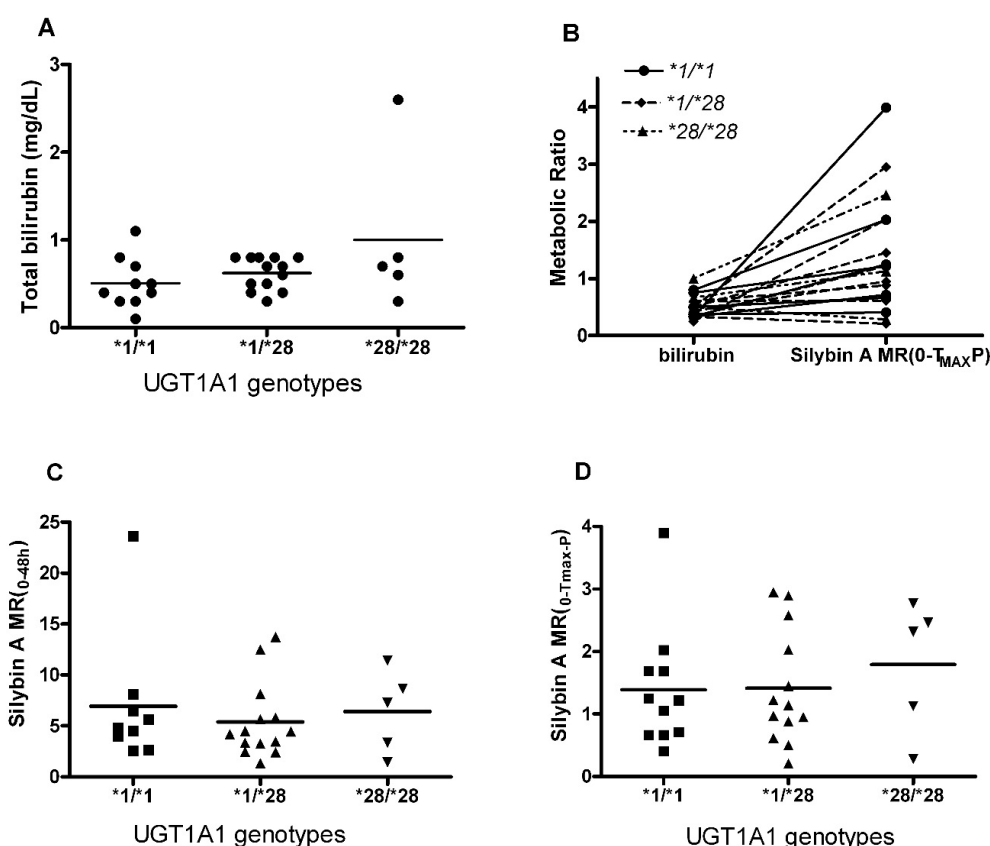 A
Total bilirubin (mg/dL)
3
2
1
0
*1/*1 *1/*28 *28/*28
UGT1A1 genotypes
B
*1/*1
*1/*28
*28/*28
Metabolic Ratio
4
3
2
1
0
bilirubin Silybin A MR(0-TMAXP)
C
Silybin A MR(0-48h)
25
20
15
10
5
0
*1/*1 *1/*28 *28/*28
UGT1A1 genotypes
D
Silybin A MR(0-Tmax-P)
4
3
2
1
0
*1/*1 *1/*28 *28/*28
UGT1A1 genotypes